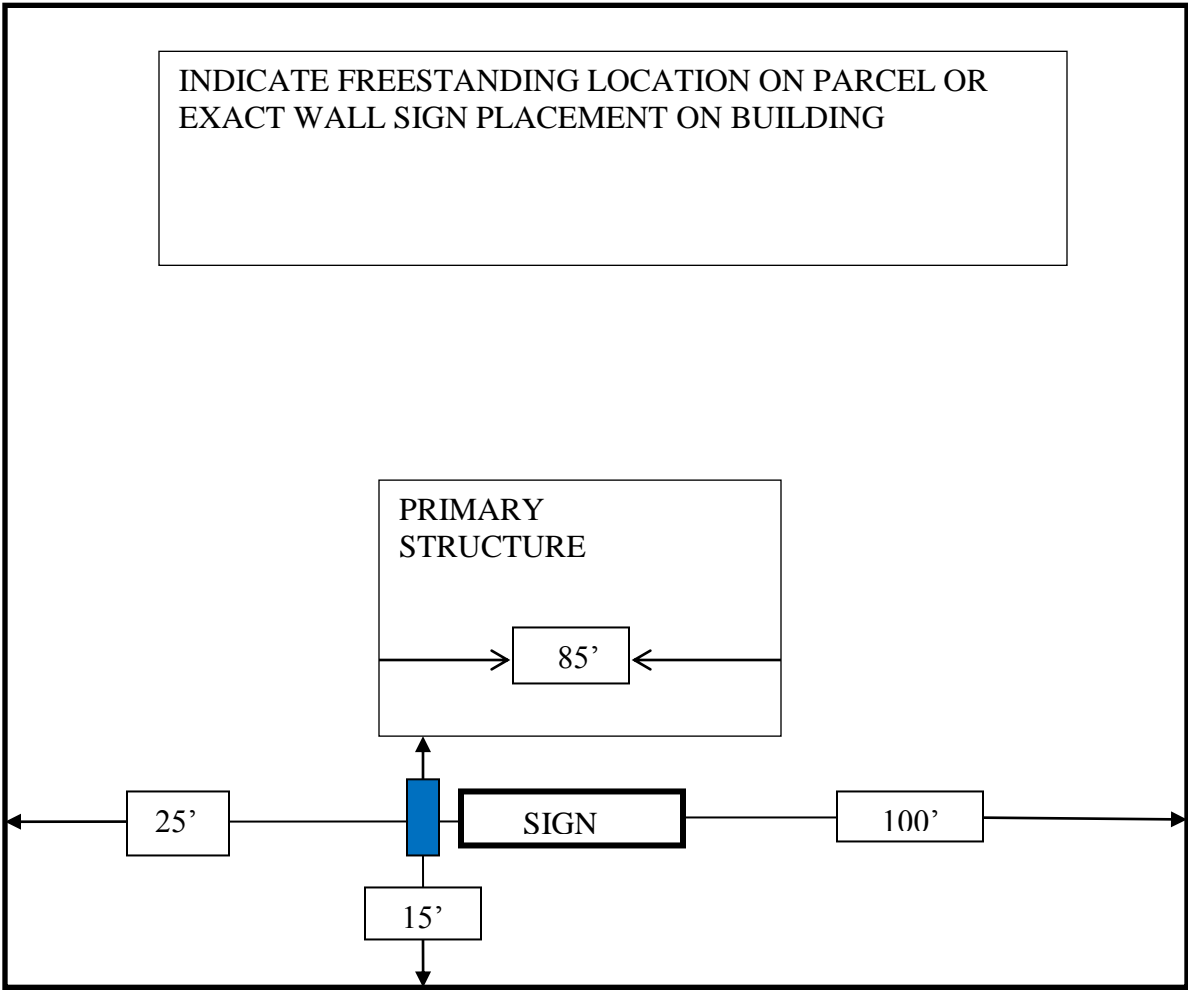 INDICATE FREESTANDING LOCATION ON PARCEL OR
EXACT WALL SIGN PLACEMENT ON BUILDING
PRIMARY
STRUCTURE
85’
25’
SIGN
100’
15’